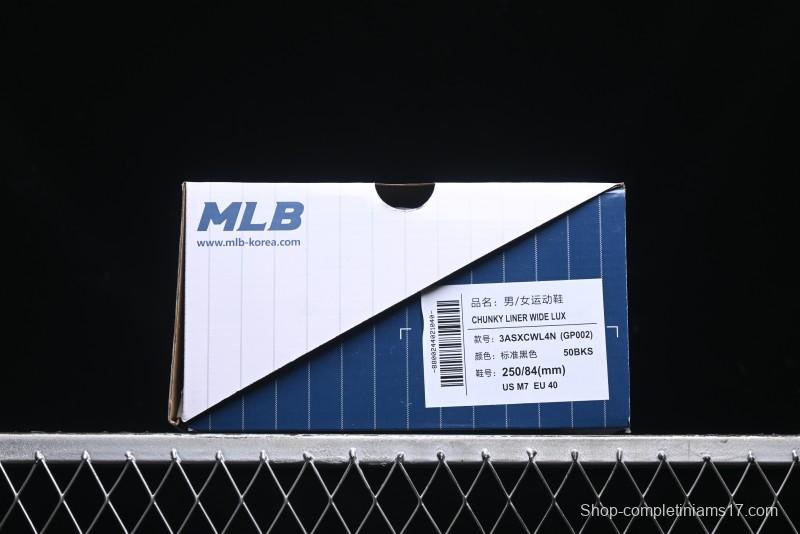 MLB
www.mlb-korea.com
品名: 男/女运动鞋
CHUNKY LINER WIDE LUX
款号: 3ASXCWL4N (GP002)
颜色: 标准黑色 50BKS
鞋号: 250/84(mm)
US M7 EU 40
Shop-completiniams17.com